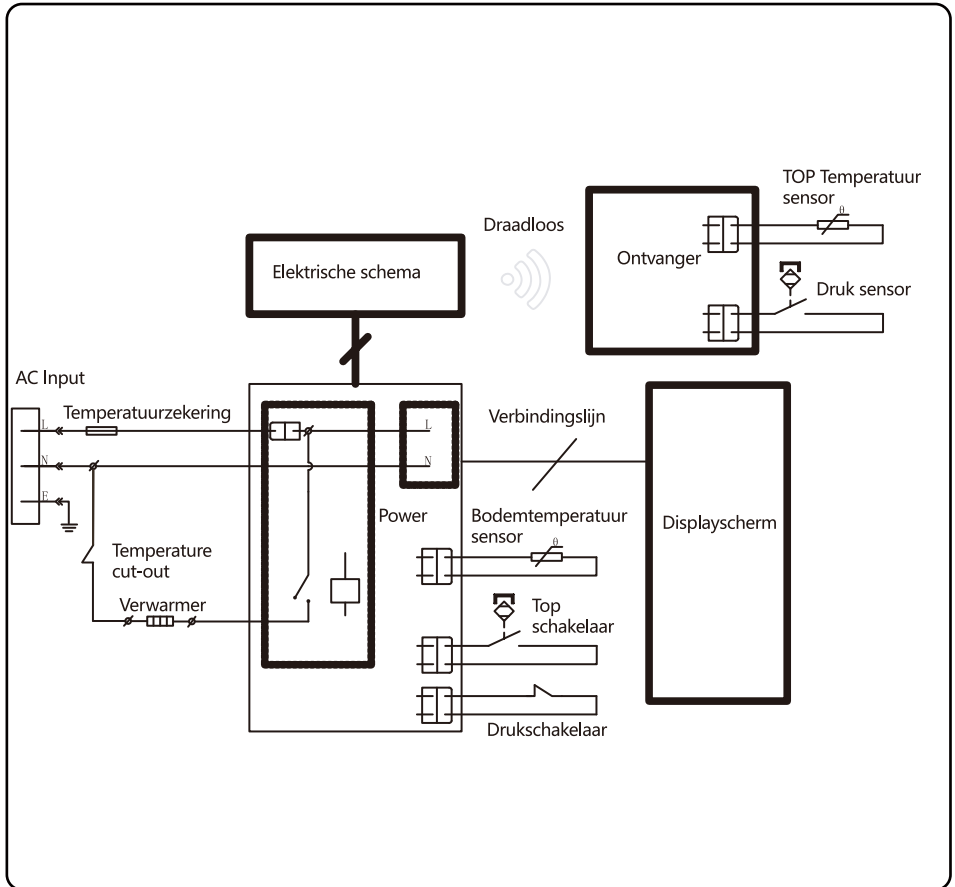 TOP Temperatuur
sensor
θ
Draadloos
Ontvanger
Elektrische schema
Druk sensor
AC Input
Temperatuurzekering
Verbindingslijn
L
L
N
N
E
Power
Bodemtemperatuur
sensor
θ
Displayscherm
Temperature
cut-out
Verwarmer
Top
schakelaar
Drukschakelaar